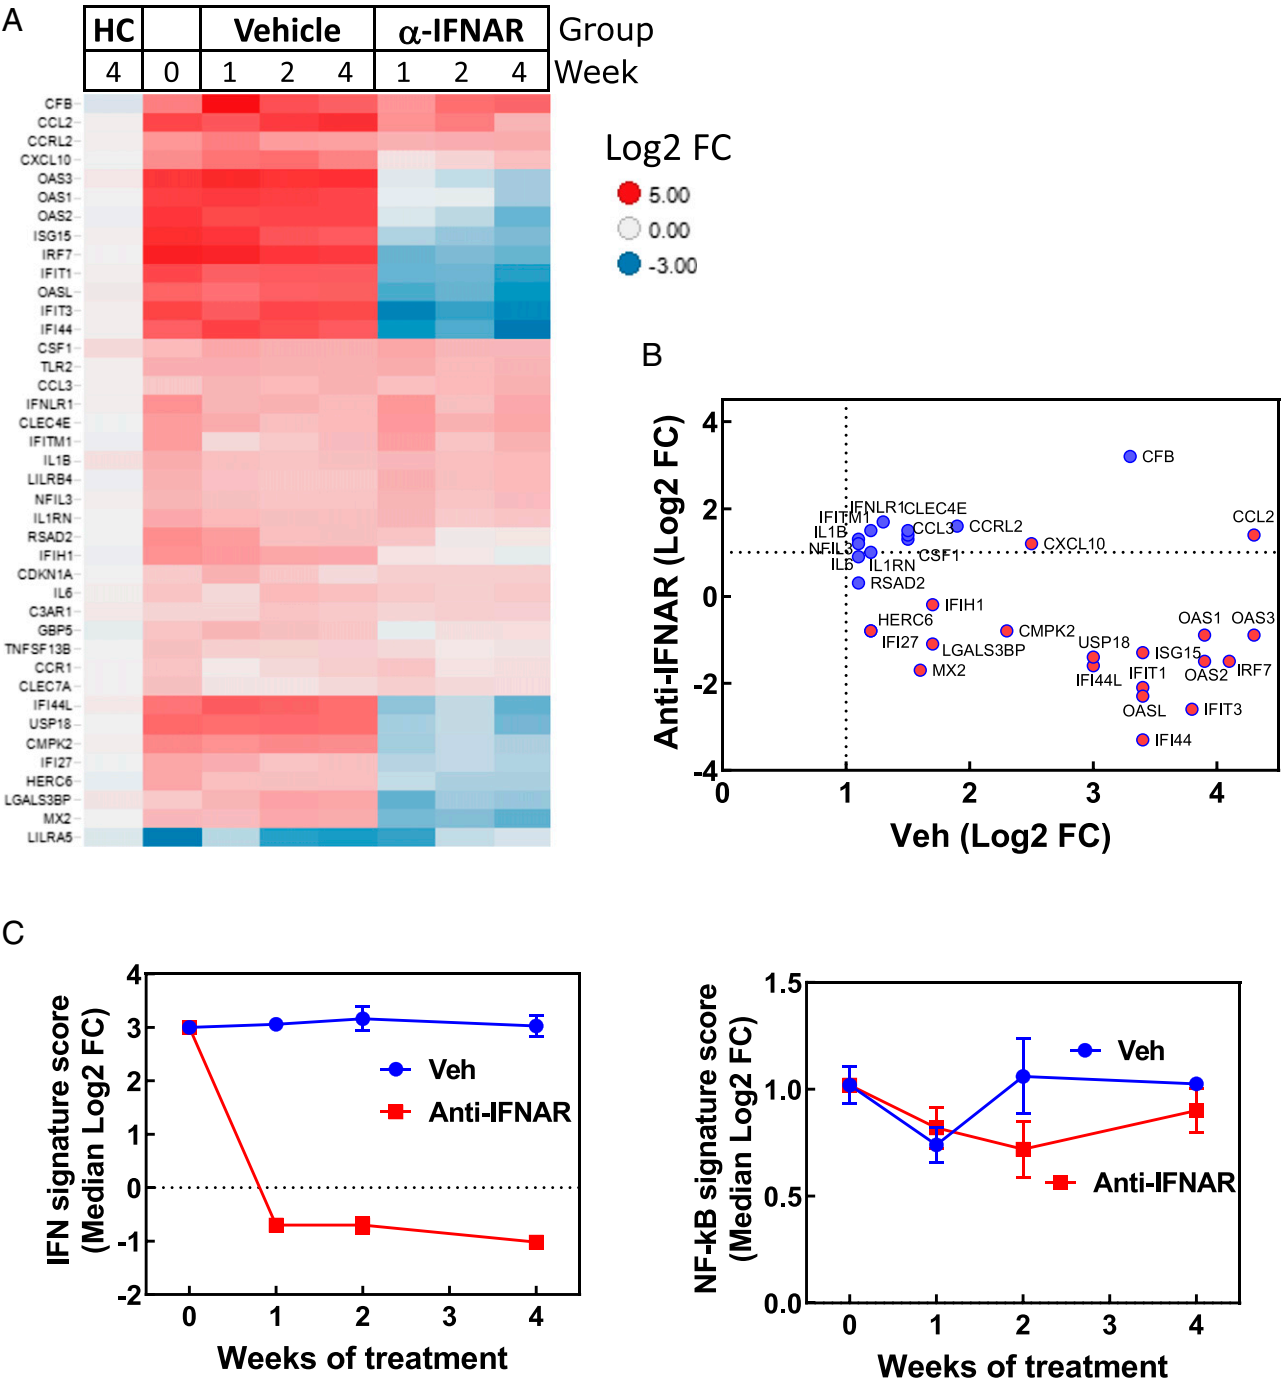 A
HC Vehicle α-IFNAR Group
4 0 1 2 4 1 2 4 Week
CFB
CCL2
CCRL2
CXCL10
OAS3
OAS1
OAS2
ISG15
IRF7
IFIT1
OASL
IFIT3
IFI44
CSF1
TLR2
CCL3
IFNLR1
CLEC4E
IFITM1
IL1B
LILRB4
NFIL3
IL1RN
RSAD2
IFIH1
CDKN1A
IL6
C3AR1
GBP5
TNFSF13B
CCR1
CLEC7A
IFI44L
USP18
CMPK2
IFI27
HERC6
LGALS3BP
MX2
LILRA5
Log2 FC
5.00
0.00
-3.00
B
Anti-IFNAR (Log2 FC)
4
2
0
-2
-4
CFB
IFNLR1 CLEC4E
IFITM1
CCL2
IL1B
CCL3 CCRL2
CXCL10
NFIL3
CSF1
IL6 IL1RN
RSAD2
IFIH1
HERC6
CMPK2
OAS1 OAS3
IFI27
LGALS3BP
USP18
ISG15
MX2
IFI44L IFIT1
OAS2 IRF7
OASL
IFIT3
IFI44
0 1 2 3 4
Veh (Log2 FC)
C
IFN signature score
(Median Log2 FC)
4
3
2
1
0
-1
-2
Veh
Anti-IFNAR
0 1 2 3 4
Weeks of treatment
NF-kB signature score
(Median Log2 FC)
1.5
1.0
0.5
0.0
Veh
Anti-IFNAR
0 1 2 3 4
Weeks of treatment